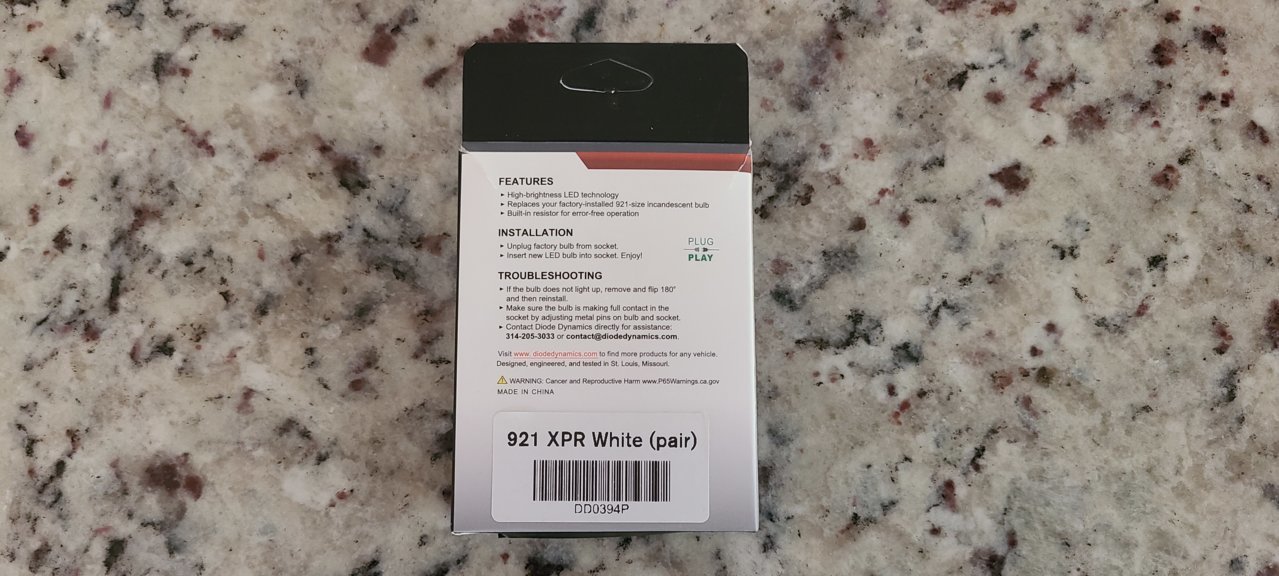 FEATURES
▸ High-brightness LED technology
▸ Replaces your factory-installed 921-size incandescent bulb
▸ Built-in resistor for error-free operation
INSTALLATION
▸ Unplug factory bulb from socket.
▸ Insert new LED bulb into socket. Enjoy!
PLUG
PLAY
TROUBLESHOOTING
▸ If the bulb does not light up, remove and flip 180°
and then reinstall.
▸ Make sure the bulb is making full contact in the
socket by adjusting metal pins on bulb and socket.
▸ Contact Diode Dynamics directly for assistance:
314-205-3033 or contact@diodedynamics.com.
Visit www. diodedynamics.com to find more products for any vehicle.
Designed, engineered, and tested in St. Louis, Missouri.
WARNING: Cancer and Reproductive Harm www.P65Warnings.ca.gov
MADE IN CHINA
921 XPR White (pair)
DD0394P